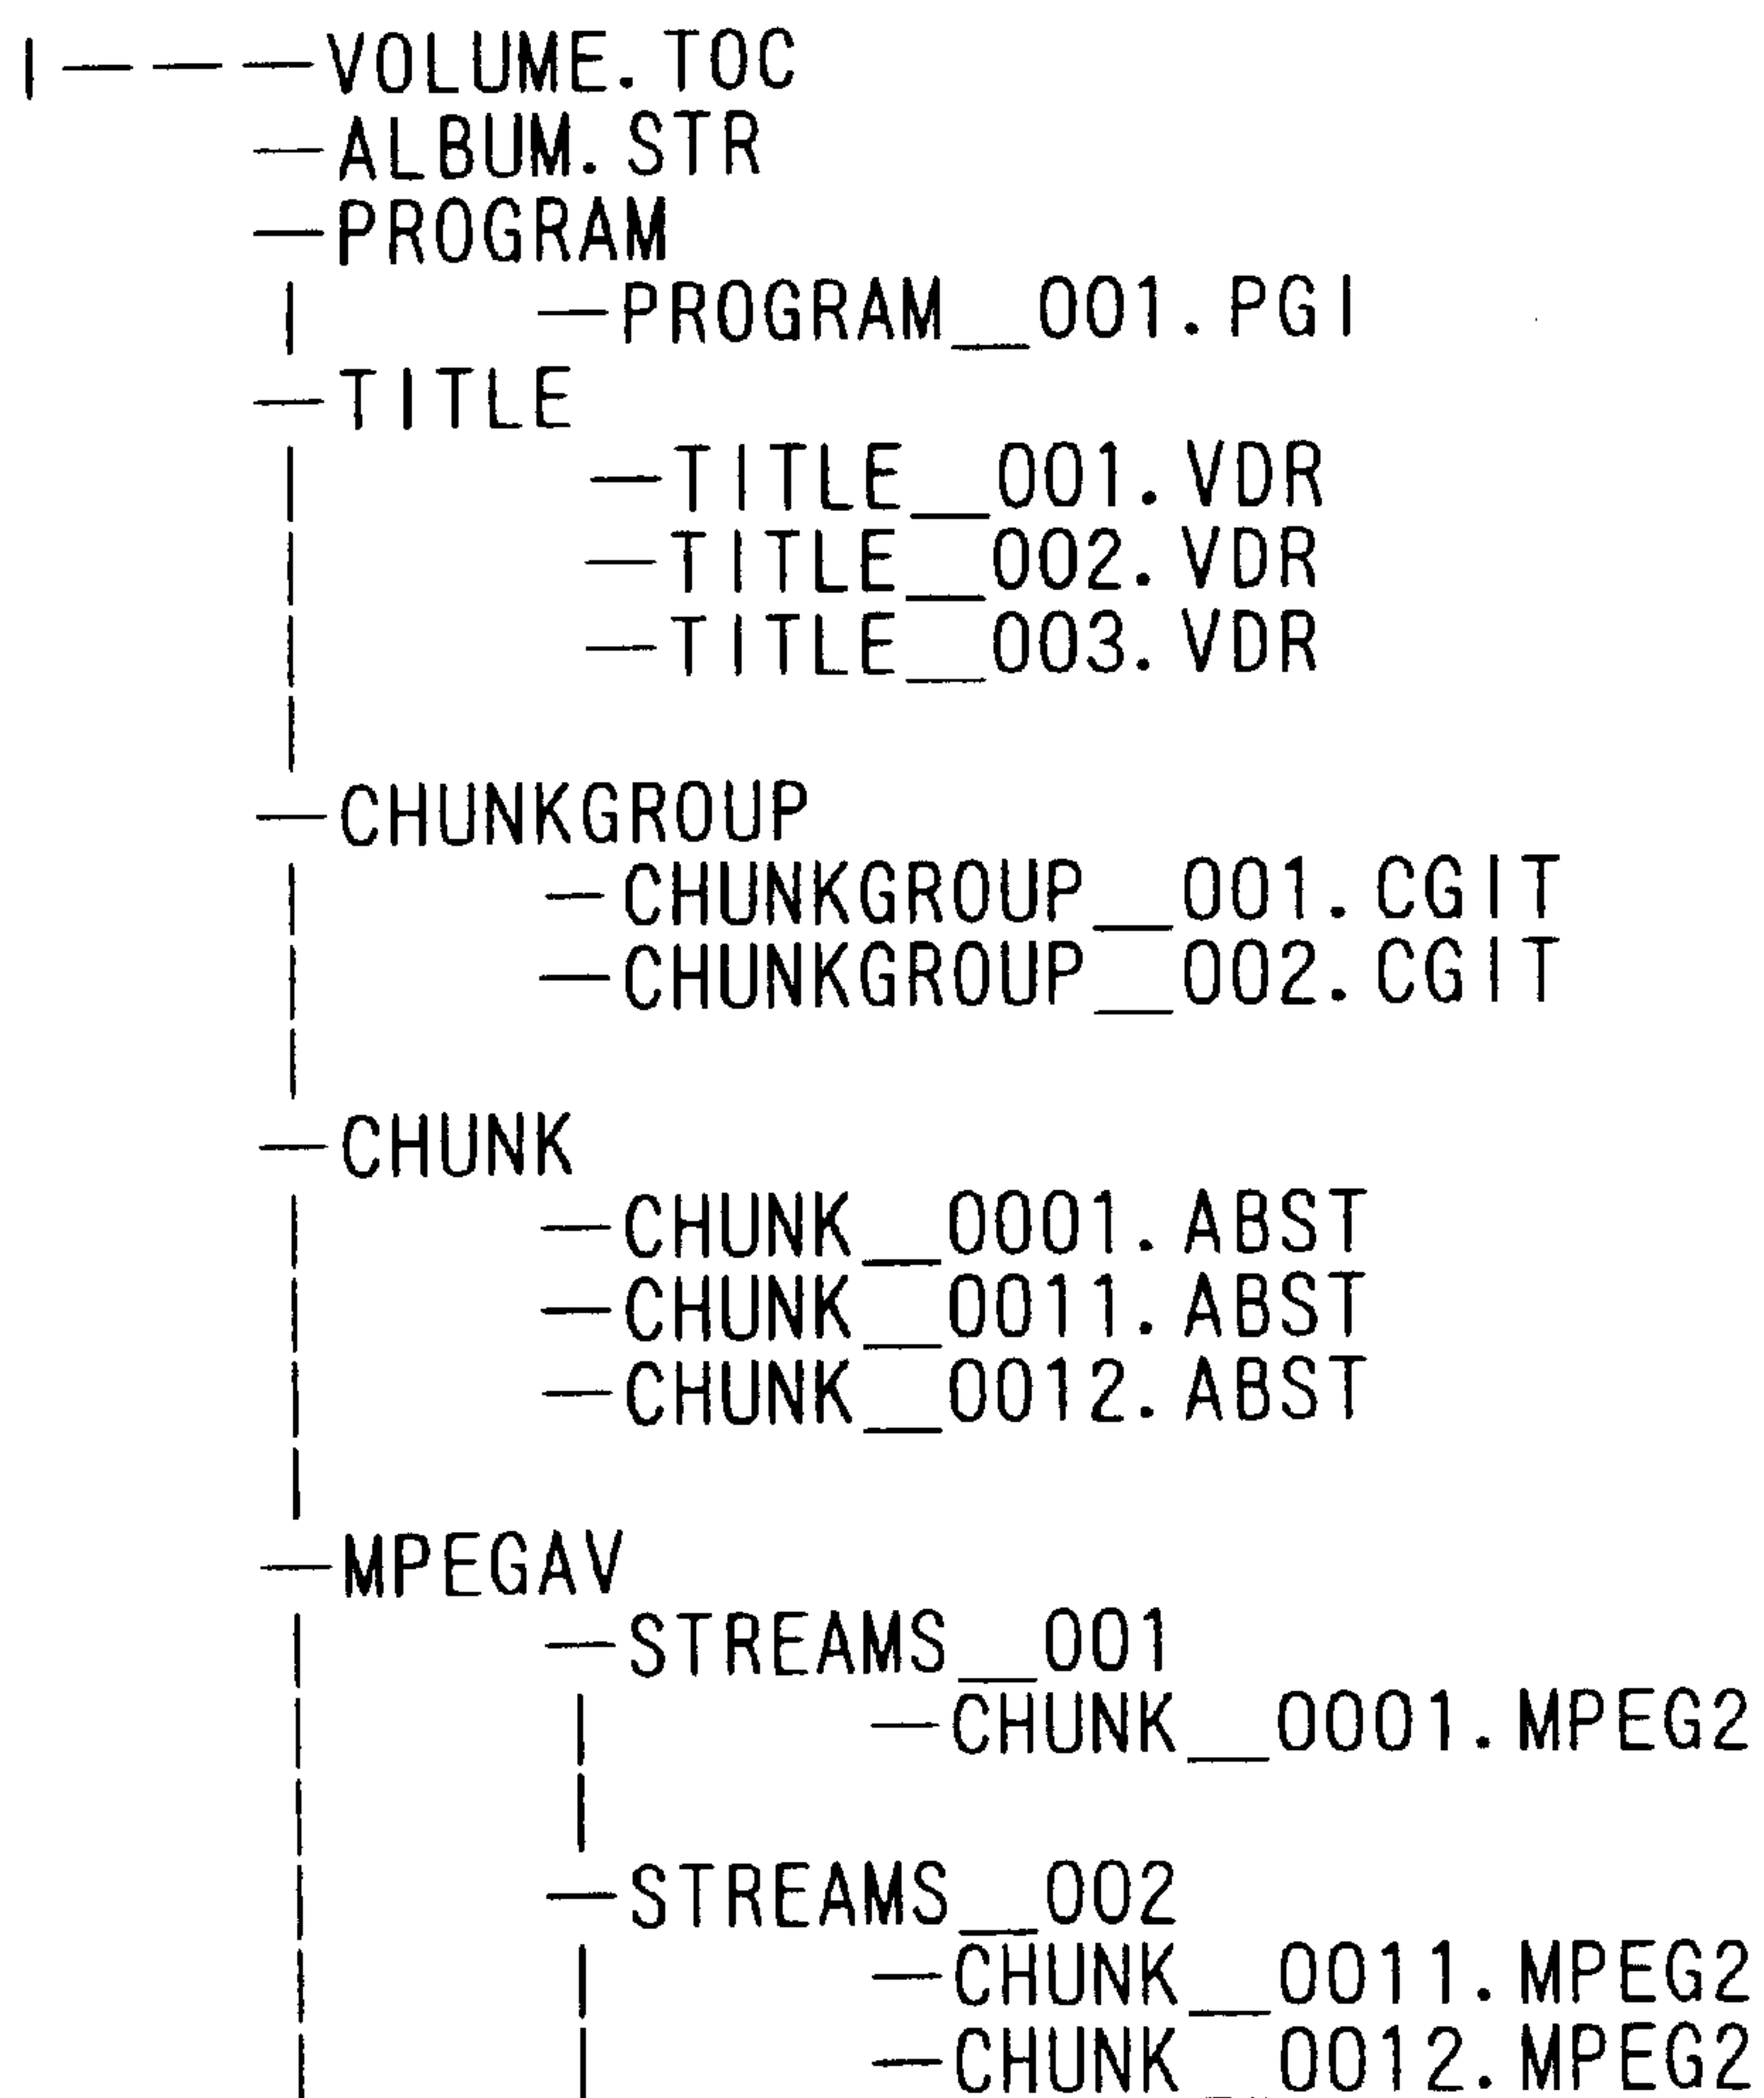 |———VOLUME.TOC
—ALBUM.STR
—PROGRAM
—PROGRAM__001.PGI
—TITLE
—TITLE__001.VDR
—TITLE__002.VDR
—TITLE__003.VDR
—CHUNKGROUP
—CHUNKGROUP__001.CGIT
—CHUNKGROUP__002.CGIT
—CHUNK
—CHUNK__0001.ABST
—CHUNK__0011.ABST
—CHUNK__0012.ABST
—MPEGAV
—STREAMS__001
—CHUNK__0001.MPEG2
—STREAMS__002
—CHUNK__0011.MPEG2
—CHUNK__0012.MPEG2